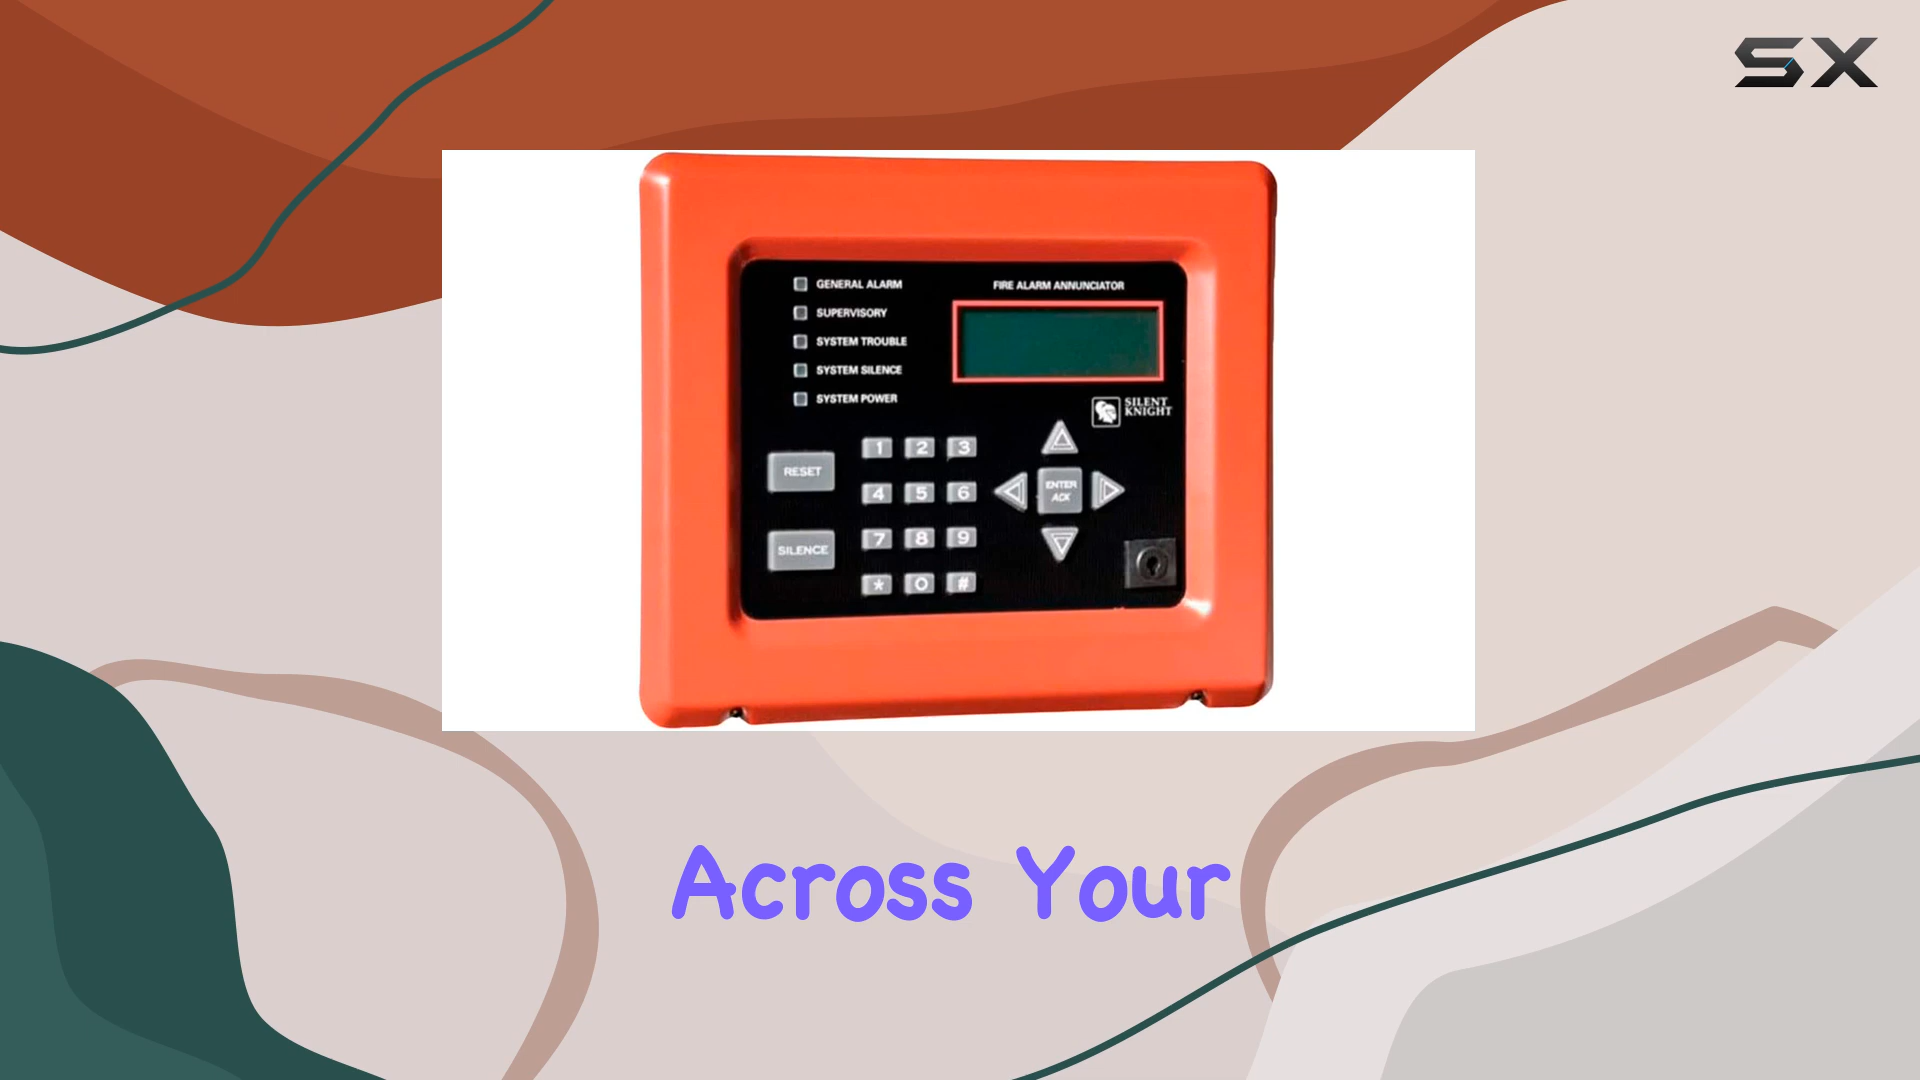 SX
GENERAL ALARM
SUPERVISORY
SYSTEM TROUBLE
SYSTEM SILENCE
SYSTEM POWER
FIRE ALARM ANNUNCIATOR
SILENT
KNIGHT
RESET
SILENCE
1 2 3
4 5 6
7 8 9
* 0 #
ENTER
ACK
Across Your